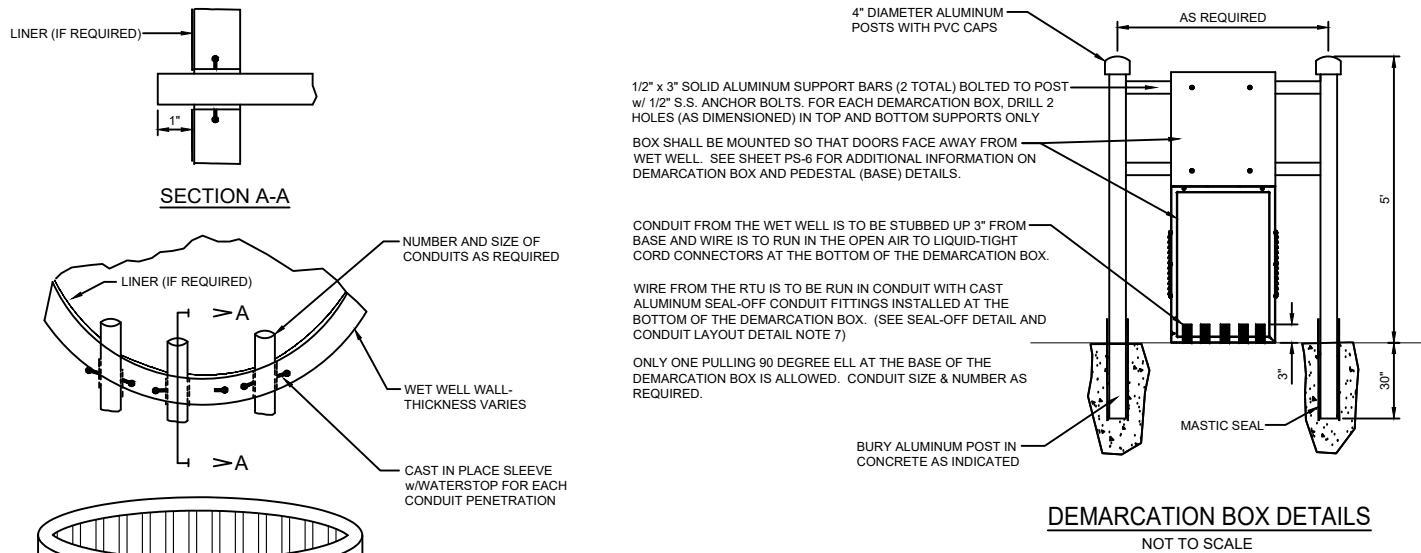 LINER (IF REQUIRED)
1"
SECTION A-A
NUMBER AND SIZE OF
CONDUITS AS REQUIRED
LINER (IF REQUIRED)
A
WET WELL WALL-
THICKNESS VARIES
A
CAST IN PLACE SLEEVE
w/WATERSTOP FOR EACH
CONDUIT PENETRATION
4" DIAMETER ALUMINUM
POSTS WITH PVC CAPS
AS REQUIRED
1/2" x 3" SOLID ALUMINUM SUPPORT BARS (2 TOTAL) BOLTED TO POST
w/ 1/2" S.S. ANCHOR BOLTS. FOR EACH DEMARCATION BOX, DRILL 2
HOLES (AS DIMENSIONED) IN TOP AND BOTTOM SUPPORTS ONLY
BOX SHALL BE MOUNTED SO THAT DOORS FACE AWAY FROM
WET WELL. SEE SHEET PS-6 FOR ADDITIONAL INFORMATION ON
DEMARCATION BOX AND PEDESTAL (BASE) DETAILS.
5'
CONDUIT FROM THE WET WELL IS TO BE STUBBED UP 3" FROM
BASE AND WIRE IS TO RUN IN THE OPEN AIR TO LIQUID-TIGHT
CORD CONNECTORS AT THE BOTTOM OF THE DEMARCATION BOX.
WIRE FROM THE RTU IS TO BE RUN IN CONDUIT WITH CAST
ALUMINUM SEAL-OFF CONDUIT FITTINGS INSTALLED AT THE
BOTTOM OF THE DEMARCATION BOX. (SEE SEAL-OFF DETAIL AND
CONDUIT LAYOUT DETAIL NOTE 7)
ONLY ONE PULLING 90 DEGREE ELL AT THE BASE OF THE
DEMARCATION BOX IS ALLOWED. CONDUIT SIZE & NUMBER AS
REQUIRED.
3"
30"
MASTIC SEAL
BURY ALUMINUM POST IN
CONCRETE AS INDICATED
DEMARCATION BOX DETAILS
NOT TO SCALE